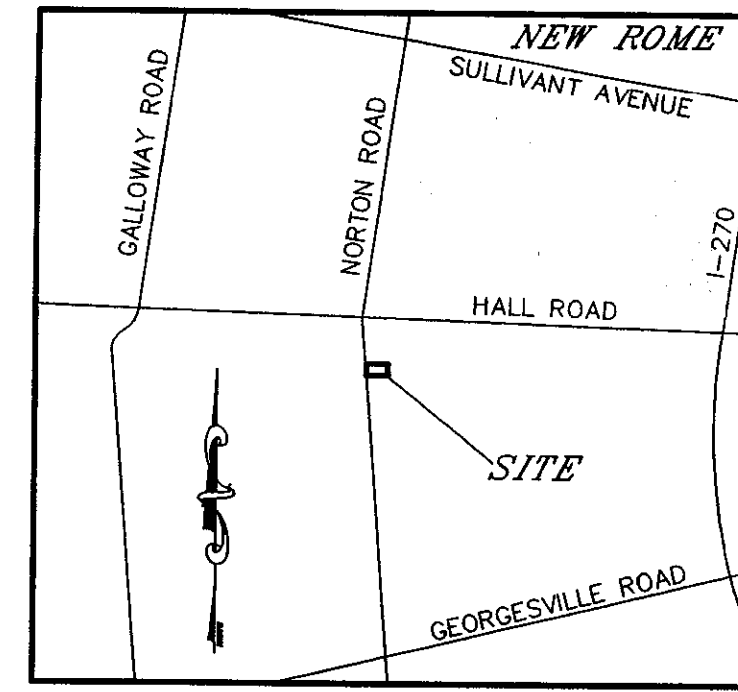 NEW ROME
SULLIVANT AVENUE
GALLOWAY ROAD
NORTON ROAD
I-270
HALL ROAD
SITE
GEORGESVILLE ROAD